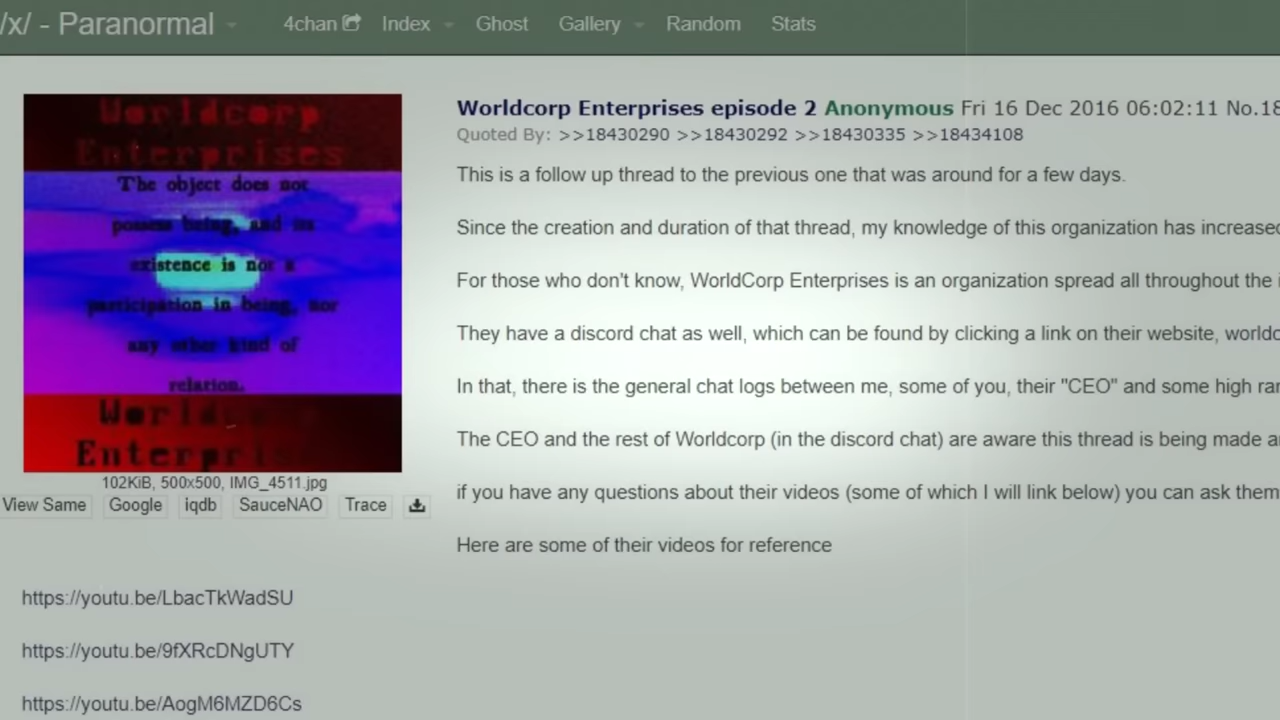 /x/ - Paranormal 4chan Index Ghost Gallery Random Stats
Worldcorp
Enterprises
The object does not
possess being, and its
existence is not a
participation in being, nor
any other kind of
relation.
Worldcorp
Enterprises
102KiB, 500x500, IMG_4511.jpg
View Same Google iqdb SauceNAO Trace
Worldcorp Enterprises episode 2 Anonymous Fri 16 Dec 2016 06:02:11 No.18
Quoted By: >>18430290 >>18430292 >>18430335 >>18434108
This is a follow up thread to the previous one that was around for a few days.
Since the creation and duration of that thread, my knowledge of this organization has increased
For those who don't know, WorldCorp Enterprises is an organization spread all throughout the
They have a discord chat as well, which can be found by clicking a link on their website,
In that, there is the general chat logs between me, some of you, their "CEO" and some high
The CEO and the rest of Worldcorp (in the discord chat) are aware this thread is being made
if you have any questions about their videos (some of which I will link below) you can ask them
Here are some of their videos for reference
https://youtu.be/LbacTkWadSU
https://youtu.be/9fXRcDNgUTY
https://youtu.be/AogM6MZD6Cs